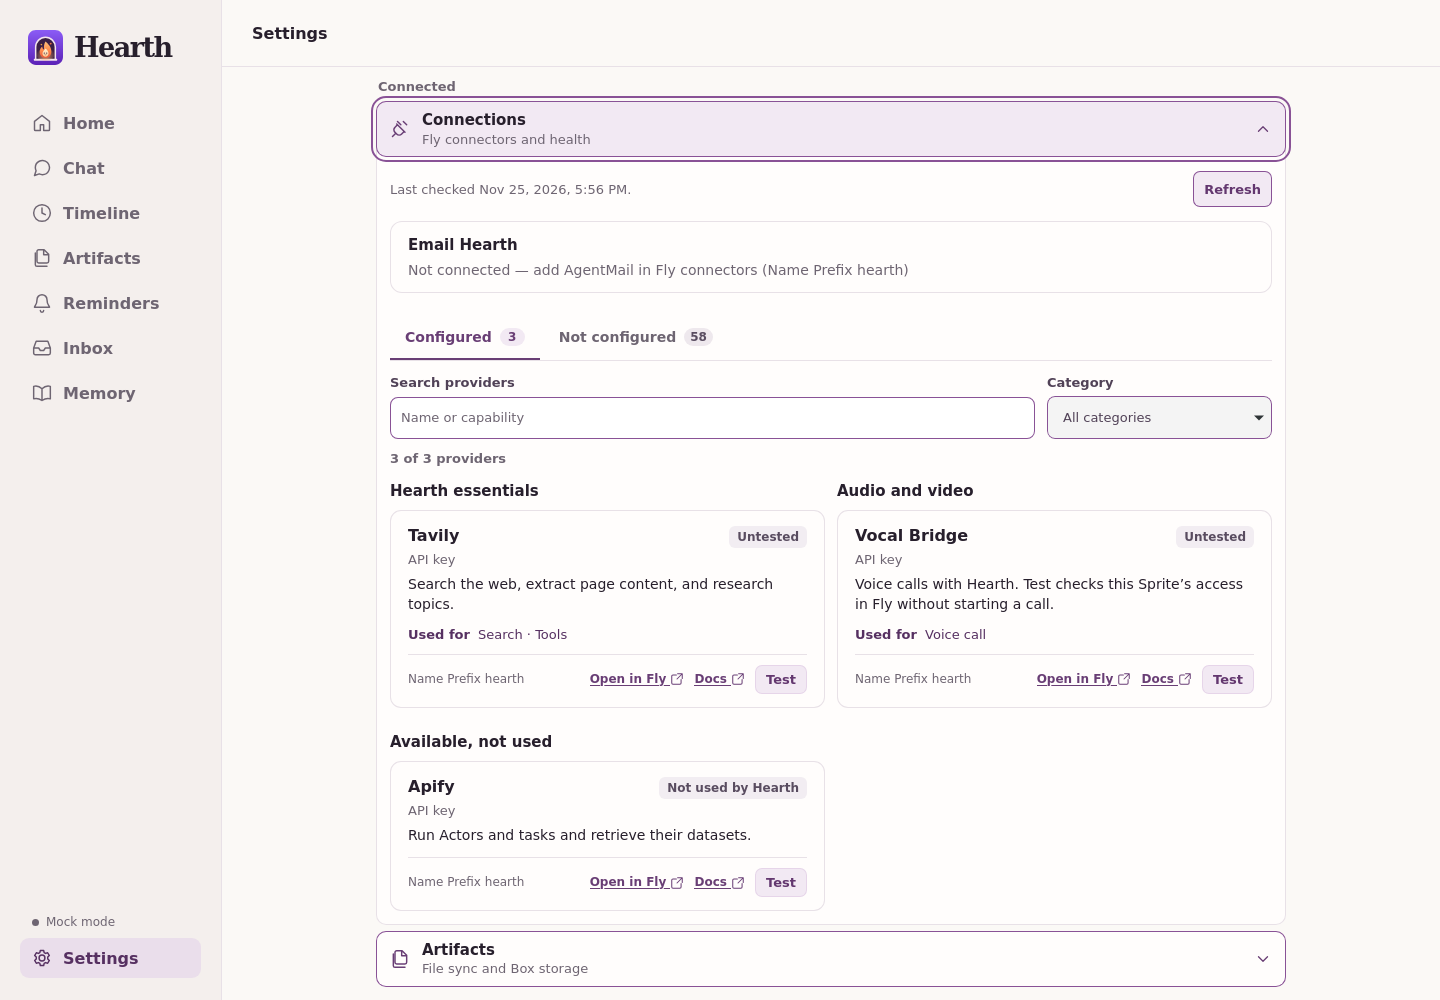 Hearth
Home
Chat
Timeline
Artifacts
Reminders
Inbox
Memory
Mock mode
Settings
Settings
Connected
Connections
Fly connectors and health
Last checked Nov 25, 2026, 5:56 PM.
Refresh
Email Hearth
Not connected — add AgentMail in Fly connectors (Name Prefix hearth)
Configured 3
Not configured 58
Search providers
Category
Name or capability
All categories
3 of 3 providers
Hearth essentials
Tavily
Untested
API key
Search the web, extract page content, and research
topics.
Used for Search · Tools
Name Prefix hearth
Open in Fly
Docs
Test
Audio and video
Vocal Bridge
Untested
API key
Voice calls with Hearth. Test checks this Sprite’s access
in Fly without starting a call.
Used for Voice call
Name Prefix hearth
Open in Fly
Docs
Test
Available, not used
Apify
Not used by Hearth
API key
Run Actors and tasks and retrieve their datasets.
Name Prefix hearth
Open in Fly
Docs
Test
Artifacts
File sync and Box storage